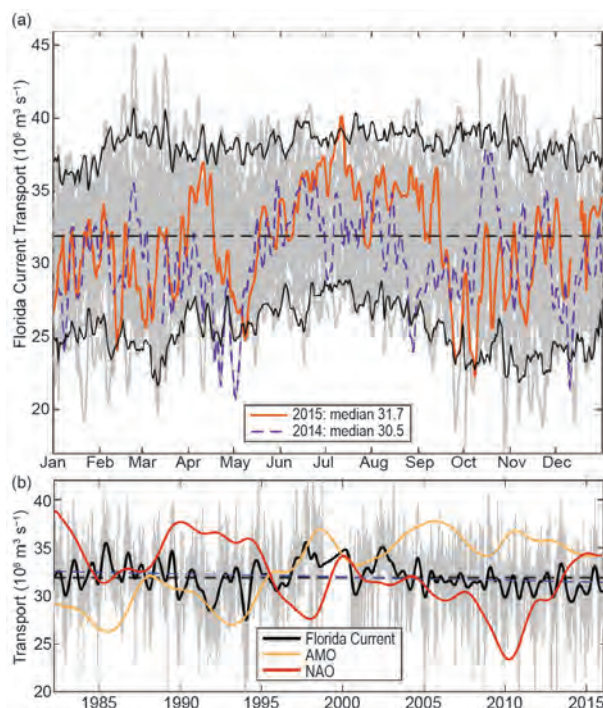 (a)
45
40
35
30
25
20
Florida Current Transport (10⁶ m³ s⁻¹)
2015: median 31.7
2014: median 30.5
Jan Feb Mar Apr May Jun Jul Aug Sep Oct Nov Dec
(b)
40
35
30
25
20
Transport (10⁶ m³ s⁻¹)
Florida Current
AMO
NAO
1985 1990 1995 2000 2005 2010 2015